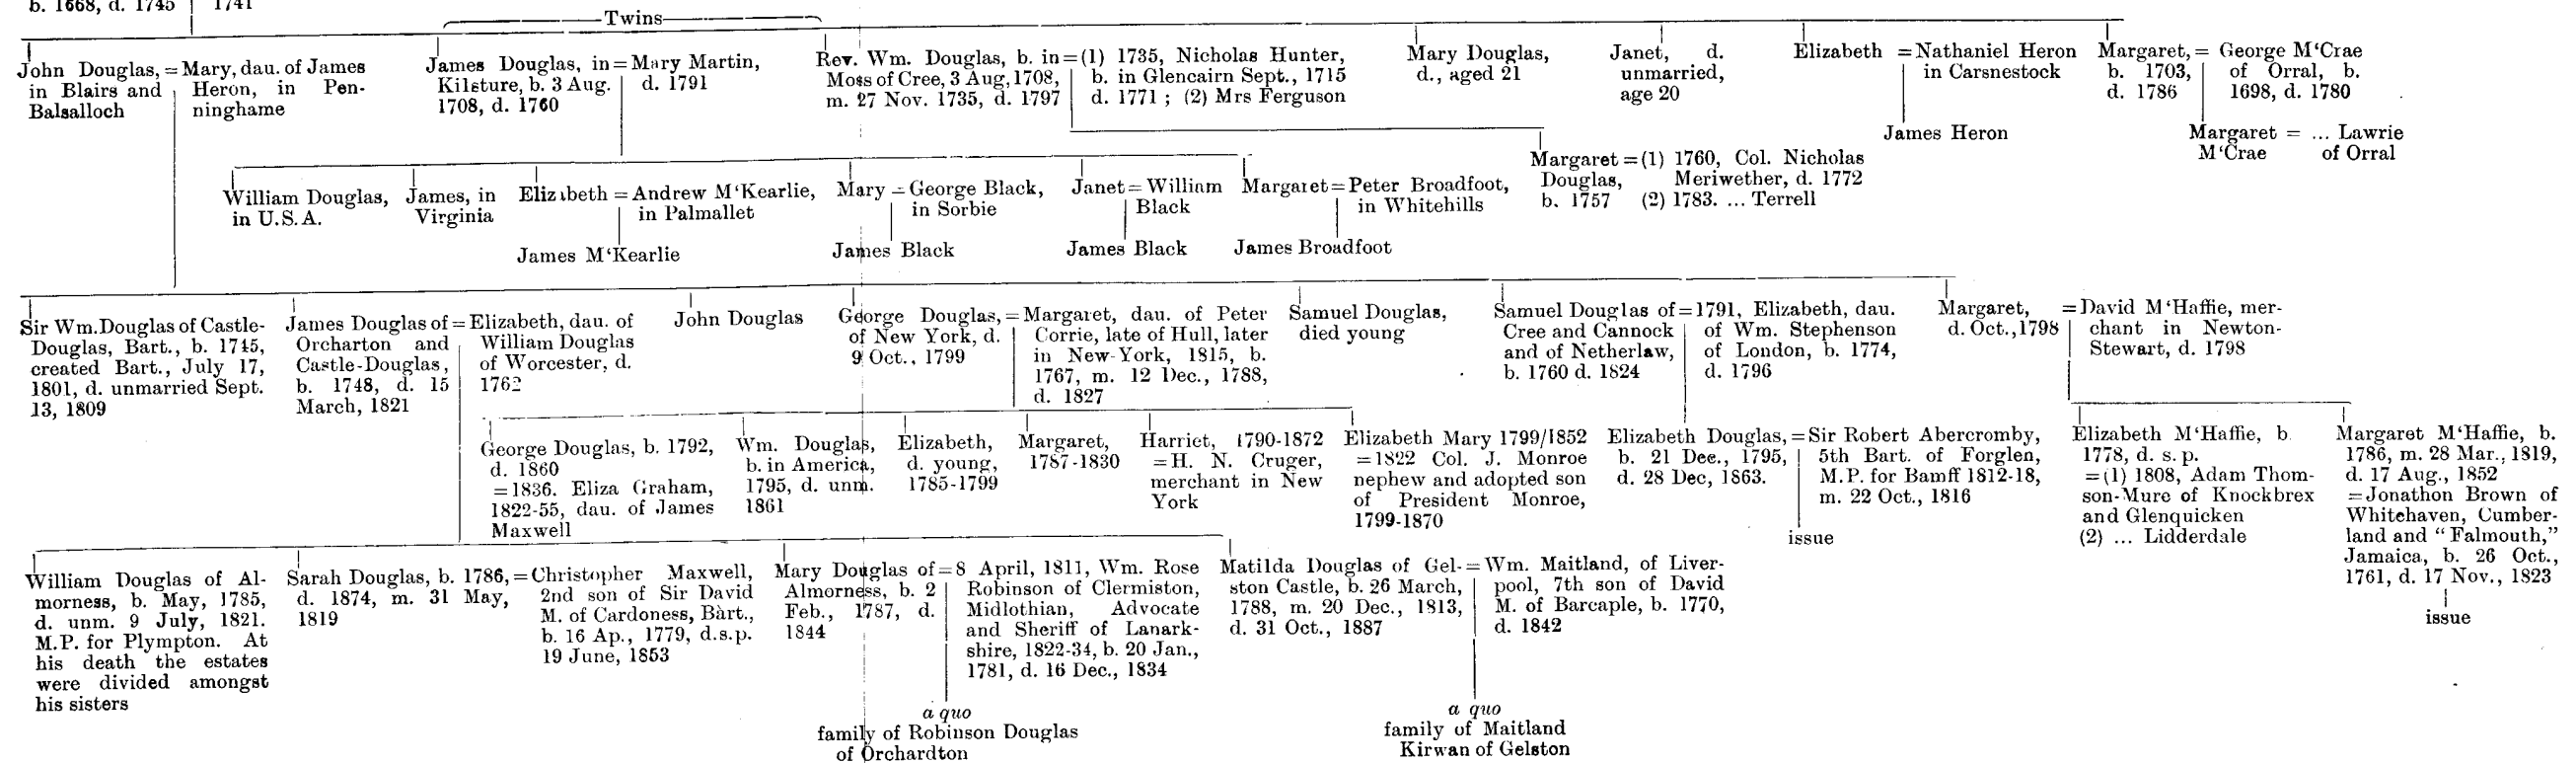 b. 1668, d. 1745
1741
Twins
John Douglas, = Mary, dau. of James
in Blairs and Heron, in Pen-
Balsalloch ninghame
James Douglas, in = Mary Martin,
Kilsture, b. 3 Aug. d. 1791
1708, d. 1760
Rev. Wm. Douglas, b. in = (1) 1735, Nicholas Hunter,
Moss of Cree, 3 Aug, 1708, b. in Glencairn Sept., 1715
m. 27 Nov. 1735, d. 1797 d. 1771 ; (2) Mrs Ferguson
Mary Douglas,
d., aged 21
Janet, d.
unmarried,
age 20
Elizabeth = Nathaniel Heron
in Carsnestock
Margaret, = George M'Crae
b. 1703, of Orral, b.
d. 1786 1698, d. 1780
James Heron
Margaret = ... Lawrie
M'Crae of Orral
Margaret = (1) 1760, Col. Nicholas
Douglas, Meriwether, d. 1772
b. 1757 (2) 1783. ... Terrell
William Douglas,
in U.S.A.
James, in
Virginia
Elizabeth = Andrew M'Kearlie,
in Palmallet
Mary = George Black,
in Sorbie
Janet = William
Black
Margaret = Peter Broadfoot,
in Whitehills
James M'Kearlie
James Black
James Black
James Broadfoot
Sir Wm. Douglas of Castle-
Douglas, Bart., b. 1745,
created Bart., July 17,
1801, d. unmarried Sept.
13, 1809
James Douglas of = Elizabeth, dau. of
Orcharton and William Douglas
Castle-Douglas, of Worcester, d.
b. 1748, d. 15 1762
March, 1821
John Douglas
George Douglas, = Margaret, dau. of Peter
of New York, d. Corrie, late of Hull, later
9 Oct., 1799 in New-York, 1815, b.
1767, m. 12 Dec., 1788,
d. 1827
Samuel Douglas,
died young
Samuel Douglas of = 1791, Elizabeth, dau.
Cree and Cannock of Wm. Stephenson
and of Netherlaw, of London, b. 1774,
b. 1760 d. 1824 d. 1796
Margaret, = David M'Haffie, mer-
d. Oct., 1798 chant in Newton-
Stewart, d. 1798
George Douglas, b. 1792,
d. 1860
= 1836. Eliza Graham,
1822-55, dau. of James
Maxwell
Wm. Douglas,
b. in America,
1795, d. unm.
1861
Elizabeth,
d. young,
1785-1799
Margaret,
1787-1830
Harriet, 1790-1872
= H. N. Cruger,
merchant in New
York
Elizabeth Mary 1799/1852
= 1822 Col. J. Monroe
nephew and adopted son
of President Monroe,
1799-1870
Elizabeth Douglas, = Sir Robert Abercromby,
b. 21 Dec., 1795, 5th Bart. of Forglen,
d. 28 Dec, 1863. M.P. for Bamff 1812-18,
m. 22 Oct., 1816
issue
Elizabeth M'Haffie, b.
1778, d. s. p.
= (1) 1808, Adam Thom-
son-Mure of Knockbrex
and Glenquicken
(2) ... Lidderdale
Margaret M'Haffie, b.
1786, m. 28 Mar., 1819,
d. 17 Aug., 1852
= Jonathon Brown of
Whitehaven, Cumber-
land and "Falmouth,"
Jamaica, b. 26 Oct.,
1761, d. 17 Nov., 1823
issue
William Douglas of Al-
morness, b. May, 1785,
d. unm. 9 July, 1821.
M.P. for Plympton. At
his death the estates
were divided amongst
his sisters
Sarah Douglas, b. 1786, = Christopher Maxwell,
d. 1874, m. 31 May, 2nd son of Sir David
1819 M. of Cardoness, Bart.,
b. 16 Ap., 1779, d.s.p.
19 June, 1853
Mary Douglas of = 8 April, 1811, Wm. Rose
Almorness, b. 2 Robinson of Clermiston,
Feb., 1787, d. Midlothian, Advocate
1844 and Sheriff of Lanark-
shire, 1822-34, b. 20 Jan.,
1781, d. 16 Dec., 1834
Matilda Douglas of Gel- = Wm. Maitland, of Liver-
ston Castle, b. 26 March, pool, 7th son of David
1788, m. 20 Dec., 1813, M. of Barcaple, b. 1770,
d. 31 Oct., 1887 d. 1842
a quo
family of Robinson Douglas
of Orchardton
a quo
family of Maitland
Kirwan of Gelston